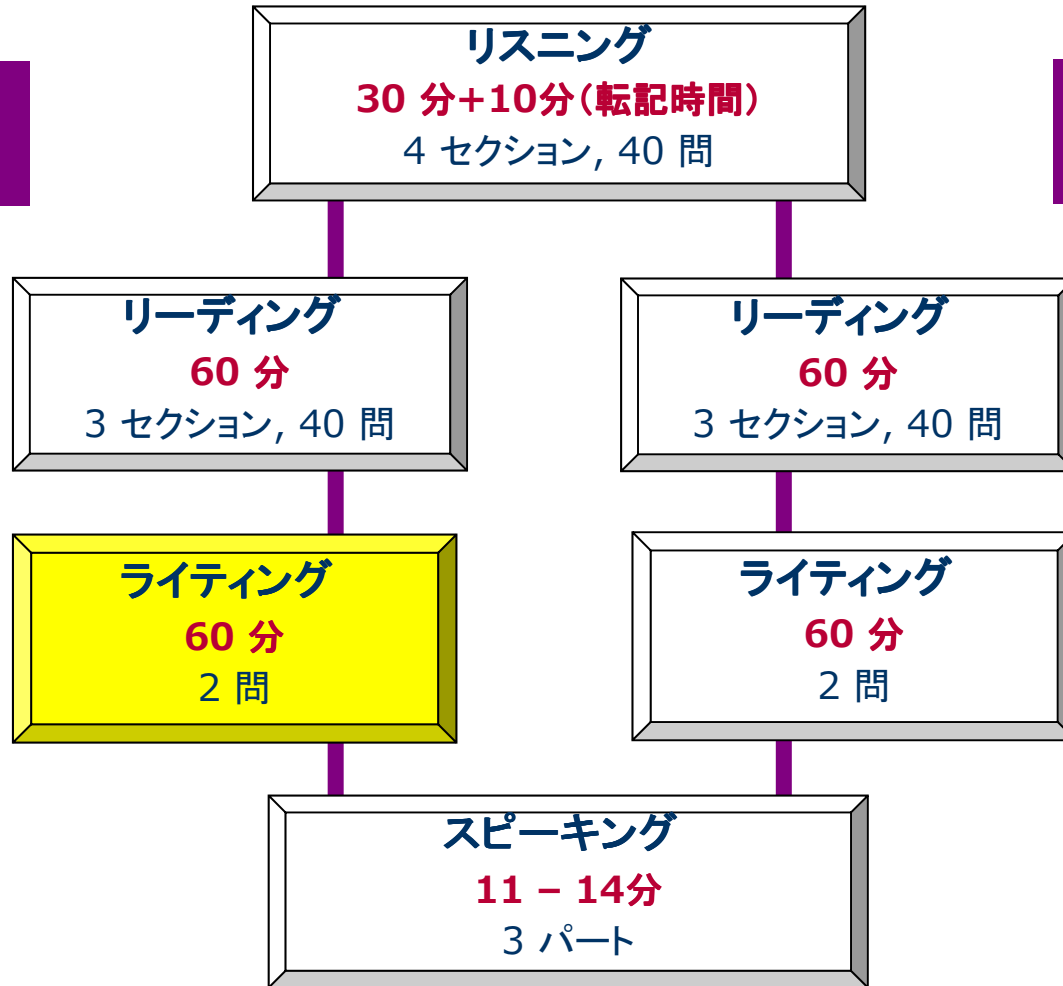 リスニング
30 分+10分(転記時間)
4 セクション, 40 問
リーディング
60 分
3 セクション, 40 問
リーディング
60 分
3 セクション, 40 問
ライティング
60 分
2 問
ライティング
60 分
2 問
スピーキング
11 – 14分
3 パート